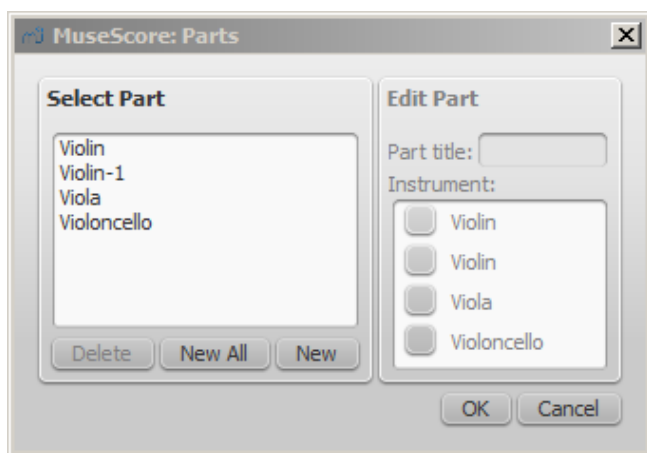 MuseScore: Parts
Select Part
Violin
Violin-1
Viola
Violoncello
Delete
New All
New
Edit Part
Part title:
Instrument:
Violin
Violin
Viola
Violoncello
OK
Cancel